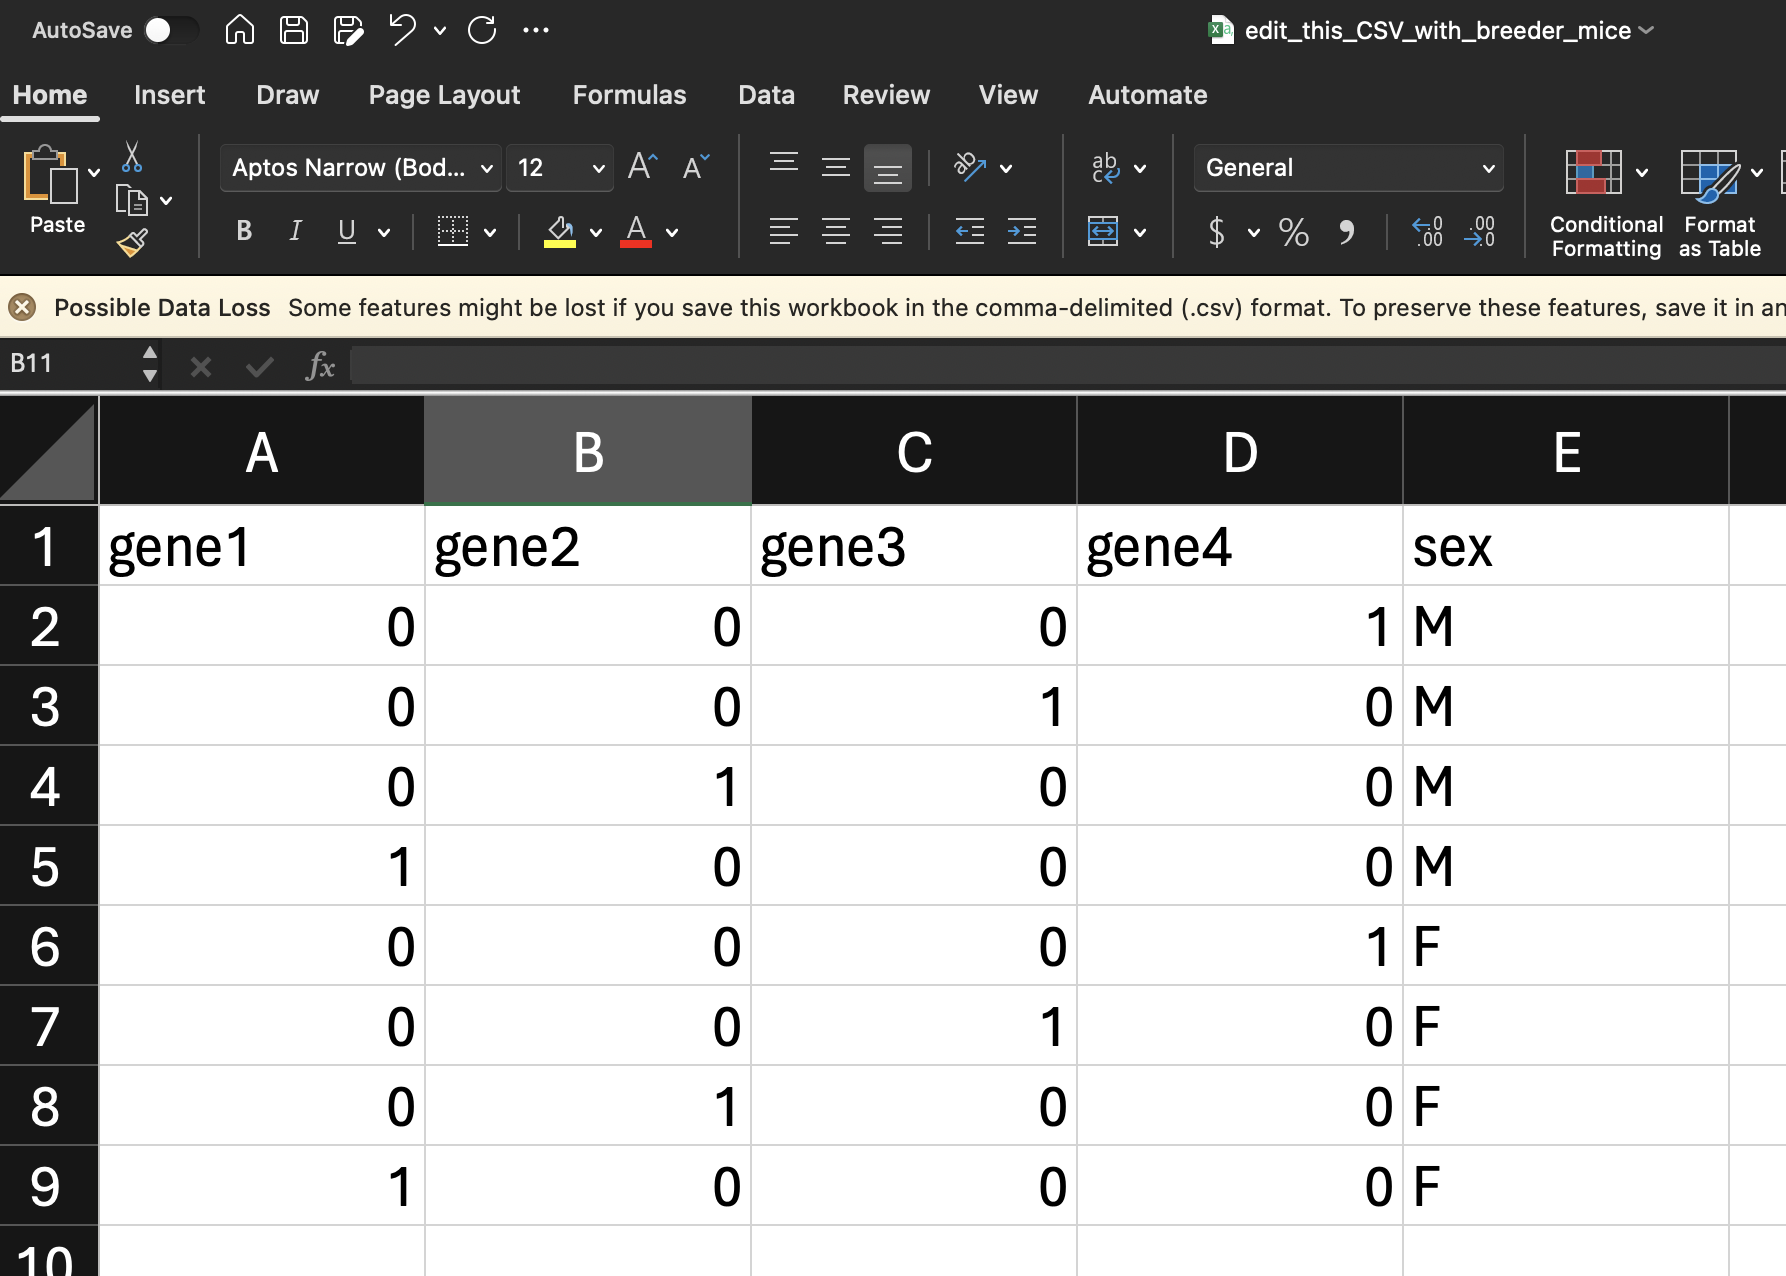 AutoSave edit_this_CSV_with_breeder_mice
Home Insert Draw Page Layout Formulas Data Review View Automate
Paste Aptos Narrow (Bod... 12 General Conditional Formatting Format as Table
Possible Data Loss Some features might be lost if you save this workbook in the comma-delimited (.csv) format. To preserve these features, save it in an
B11 fx
A B C D E
1 gene1 gene2 gene3 gene4 sex
2 0 0 0 1 M
3 0 0 1 0 M
4 0 1 0 0 M
5 1 0 0 0 M
6 0 0 0 1 F
7 0 0 1 0 F
8 0 1 0 0 F
9 1 0 0 0 F
10